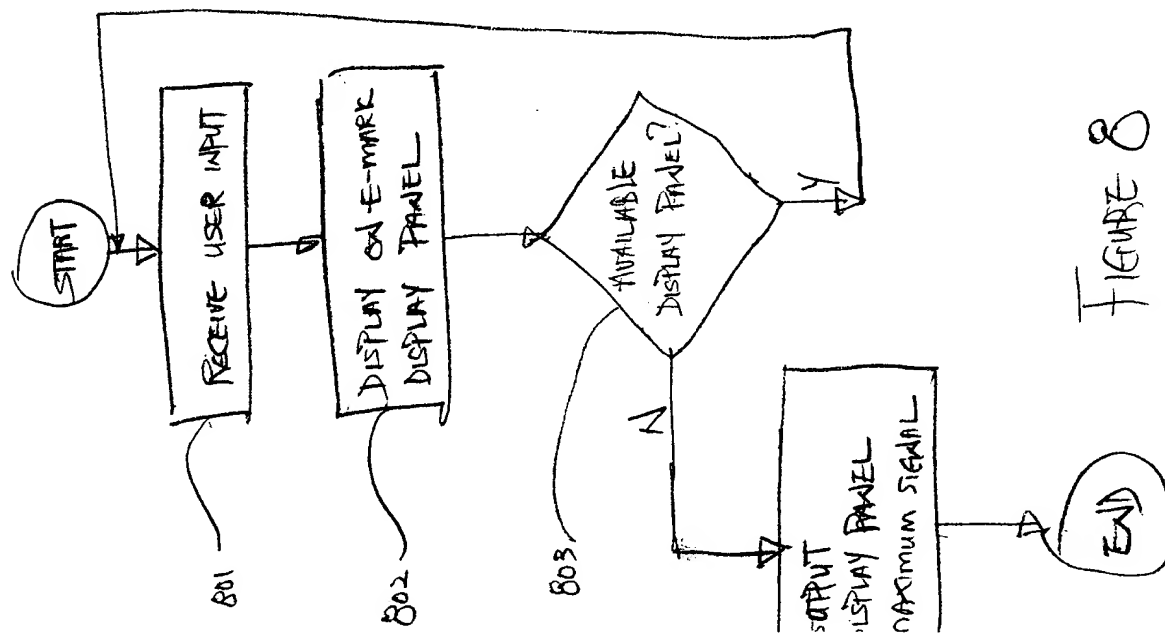 START
RECEIVE USER INPUT
801
DISPLAY ON E-MARK
DISPLAY PANEL
802
AVAILABLE
DISPLAY PANEL?
803
Y
N
OUTPUT
DISPLAY PANEL
MAXIMUM SIGNAL
END
FIGURE 8